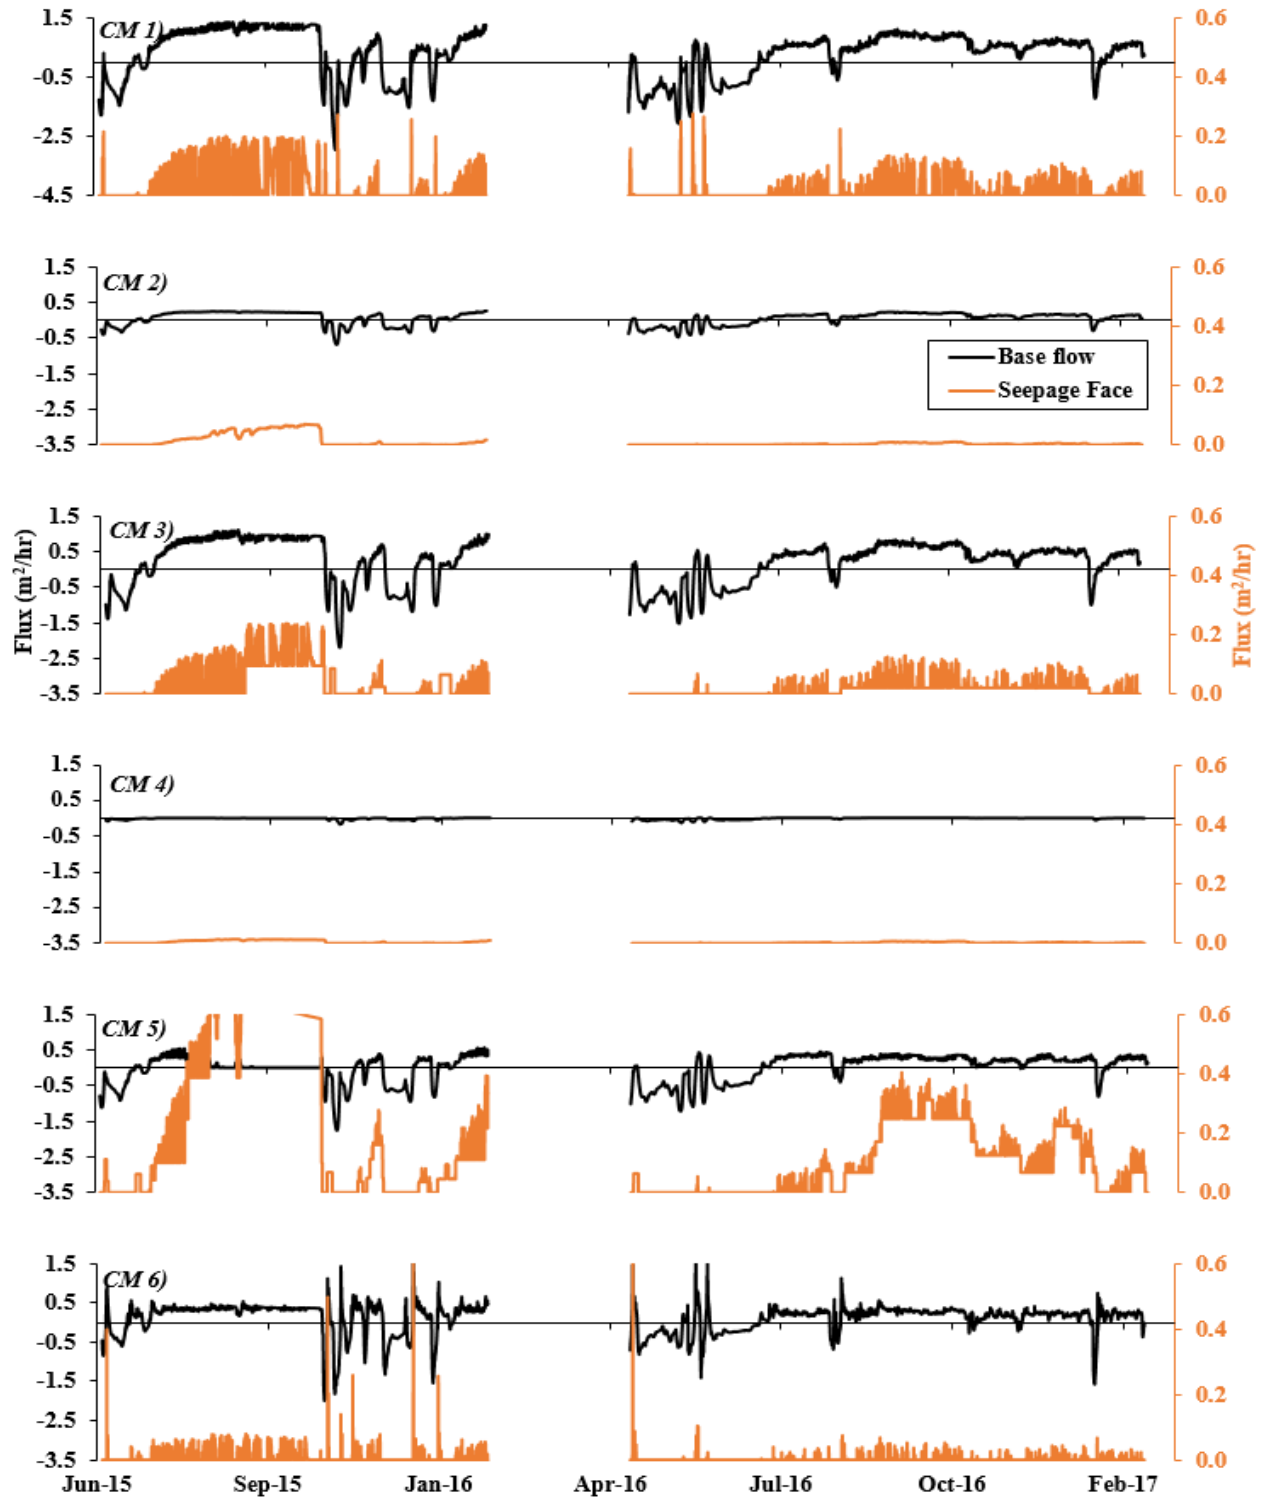 1.5 CM 1) 0.6
-0.5 0.4
-2.5 0.2
-4.5 0.0
1.5 CM 2) 0.6
0.5
-0.5 0.4
-1.5 Base flow
-2.5 Seepage Face 0.2
-3.5 0.0
Flux (m²/hr)
1.5 CM 3) 0.6
0.5
-0.5 0.4
-1.5
-2.5 0.2
-3.5 0.0
Flux (m²/hr)
1.5 CM 4) 0.6
0.5
-0.5 0.4
-1.5
-2.5 0.2
-3.5 0.0
1.5 CM 5) 0.6
0.5
-0.5 0.4
-1.5
-2.5 0.2
-3.5 0.0
1.5 CM 6) 0.6
0.5
-0.5 0.4
-1.5
-2.5 0.2
-3.5 0.0
Jun-15 Sep-15 Jan-16 Apr-16 Jul-16 Oct-16 Feb-17